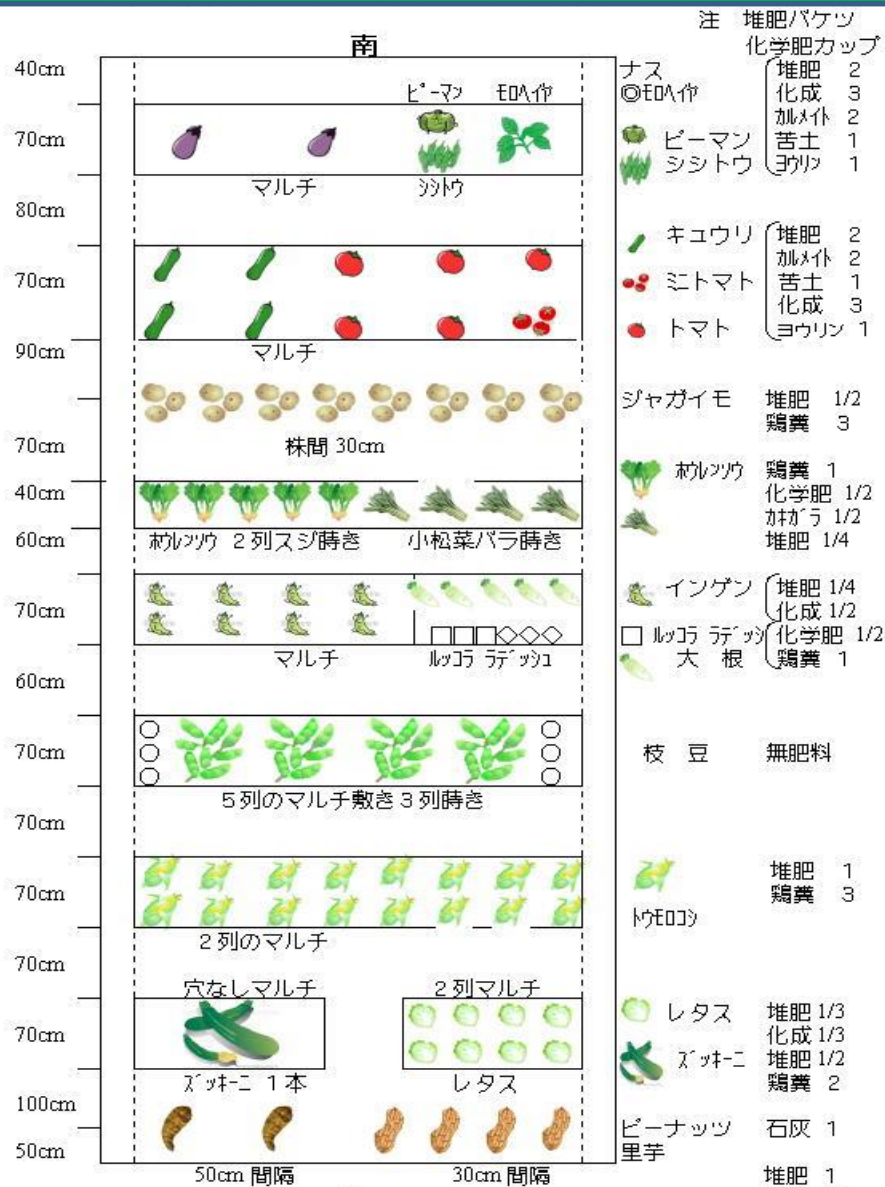 注 堆肥バケツ
化学肥カップ
南
40cm
ナス
堆肥 2
ﾋﾟｰﾏﾝ ﾓﾛﾍｲﾔ
◎ﾓﾛﾍｲﾔ
化成 3
ｶﾙﾒｲﾄ 2
70cm
ピーマン
苦土 1
シシトウ
ﾖｳﾘﾝ 1
マルチ
ｼｼﾄｳ
80cm
キュウリ
堆肥 2
ｶﾙﾒｲﾄ 2
70cm
ミニトマト
苦土 1
化成 3
トマト
ヨウリン 1
90cm
マルチ
ジャガイモ
堆肥 1/2
鶏糞 3
70cm
株間 30cm
ﾎｳﾚﾝｿｳ
鶏糞 1
40cm
化学肥 1/2
ｶｷｶﾞﾗ 1/2
60cm
ﾎｳﾚﾝｿｳ 2列スジ蒔き
小松菜バラ蒔き
堆肥 1/4
インゲン
堆肥 1/4
70cm
化成 1/2
ﾙｯｺﾗ ﾗﾃﾞｯｼ
化学肥 1/2
マルチ
ﾙｯｺﾗ ﾗﾃﾞｯｼｭ
大 根
鶏糞 1
60cm
70cm
枝 豆
無肥料
5列のマルチ敷き3列蒔き
70cm
堆肥 1
70cm
鶏糞 3
ﾄｳﾓﾛｺｼ
2列のマルチ
70cm
穴なしマルチ
2列マルチ
レタス
堆肥 1/3
70cm
化成 1/3
ｽﾞｯｷｰﾆ
堆肥 1/2
ｽﾞｯｷｰﾆ 1本
レタス
鶏糞 2
100cm
ピーナッツ
石灰 1
50cm
里芋
50cm 間隔
30cm 間隔
堆肥 1